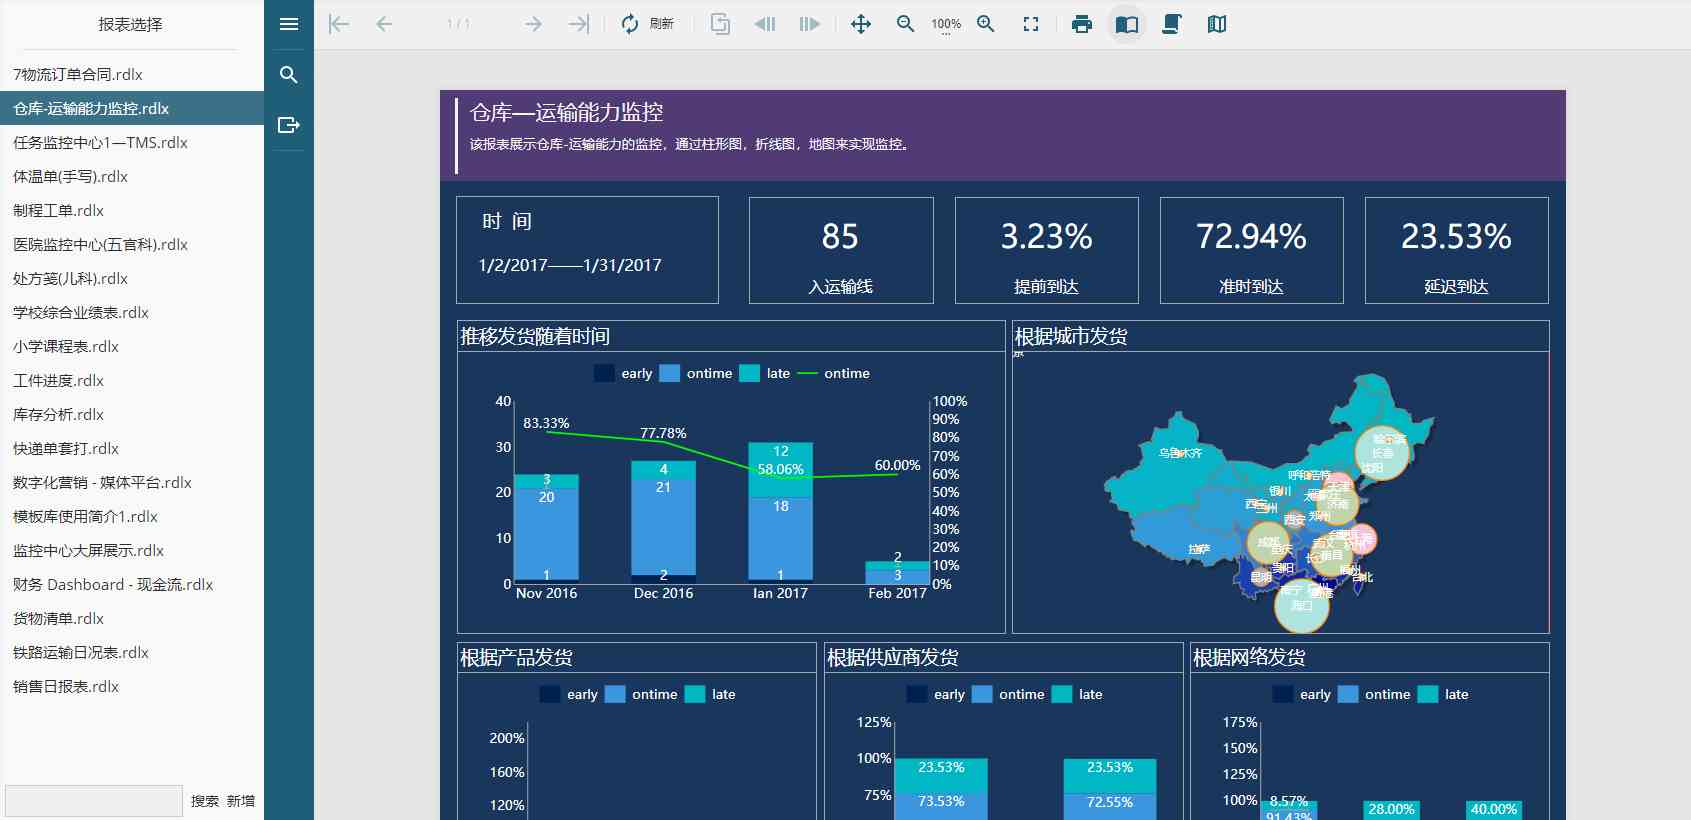 报表选择
7物流订单合同.rdlx
仓库-运输能力监控.rdlx
任务监控中心1—TMS.rdlx
体温单(手写).rdlx
制程工单.rdlx
医院监控中心(五官科).rdlx
处方笺(儿科).rdlx
学校综合业绩表.rdlx
小学课程表.rdlx
工件进度.rdlx
库存分析.rdlx
快递单套打.rdlx
数字化营销 - 媒体平台.rdlx
模板库使用简介1.rdlx
监控中心大屏展示.rdlx
财务 Dashboard - 现金流.rdlx
货物清单.rdlx
铁路运输日况表.rdlx
销售日报表.rdlx
搜索 新增
1 / 1
刷新
100%
仓库—运输能力监控
该报表展示仓库-运输能力的监控，通过柱形图，折线图，地图来实现监控。
时 间
1/2/2017——1/31/2017
85
入运输线
3.23%
提前到达
72.94%
准时到达
23.53%
延迟到达
推移发货随着时间
early ontime late ontime
40
30
20
10
0
100%
90%
80%
70%
60%
50%
40%
30%
20%
10%
0%
83.33%
77.78%
58.06%
60.00%
3
20
1
4
21
2
12
18
1
2
3
Nov 2016
Dec 2016
Jan 2017
Feb 2017
根据城市发货
乌鲁木齐
长春
沈阳
呼和浩特
银川
天津
济南
西宁
兰州
西安
郑州
拉萨
成都
重庆
贵阳
昆明
南昌
福州
台北
南宁
海口
根据产品发货
early ontime late
200%
160%
120%
根据供应商发货
early ontime late
125%
100%
75%
23.53%
73.53%
23.53%
72.55%
根据网络发货
early ontime late
175%
150%
125%
100%
8.57%
91.43%
28.00%
40.00%